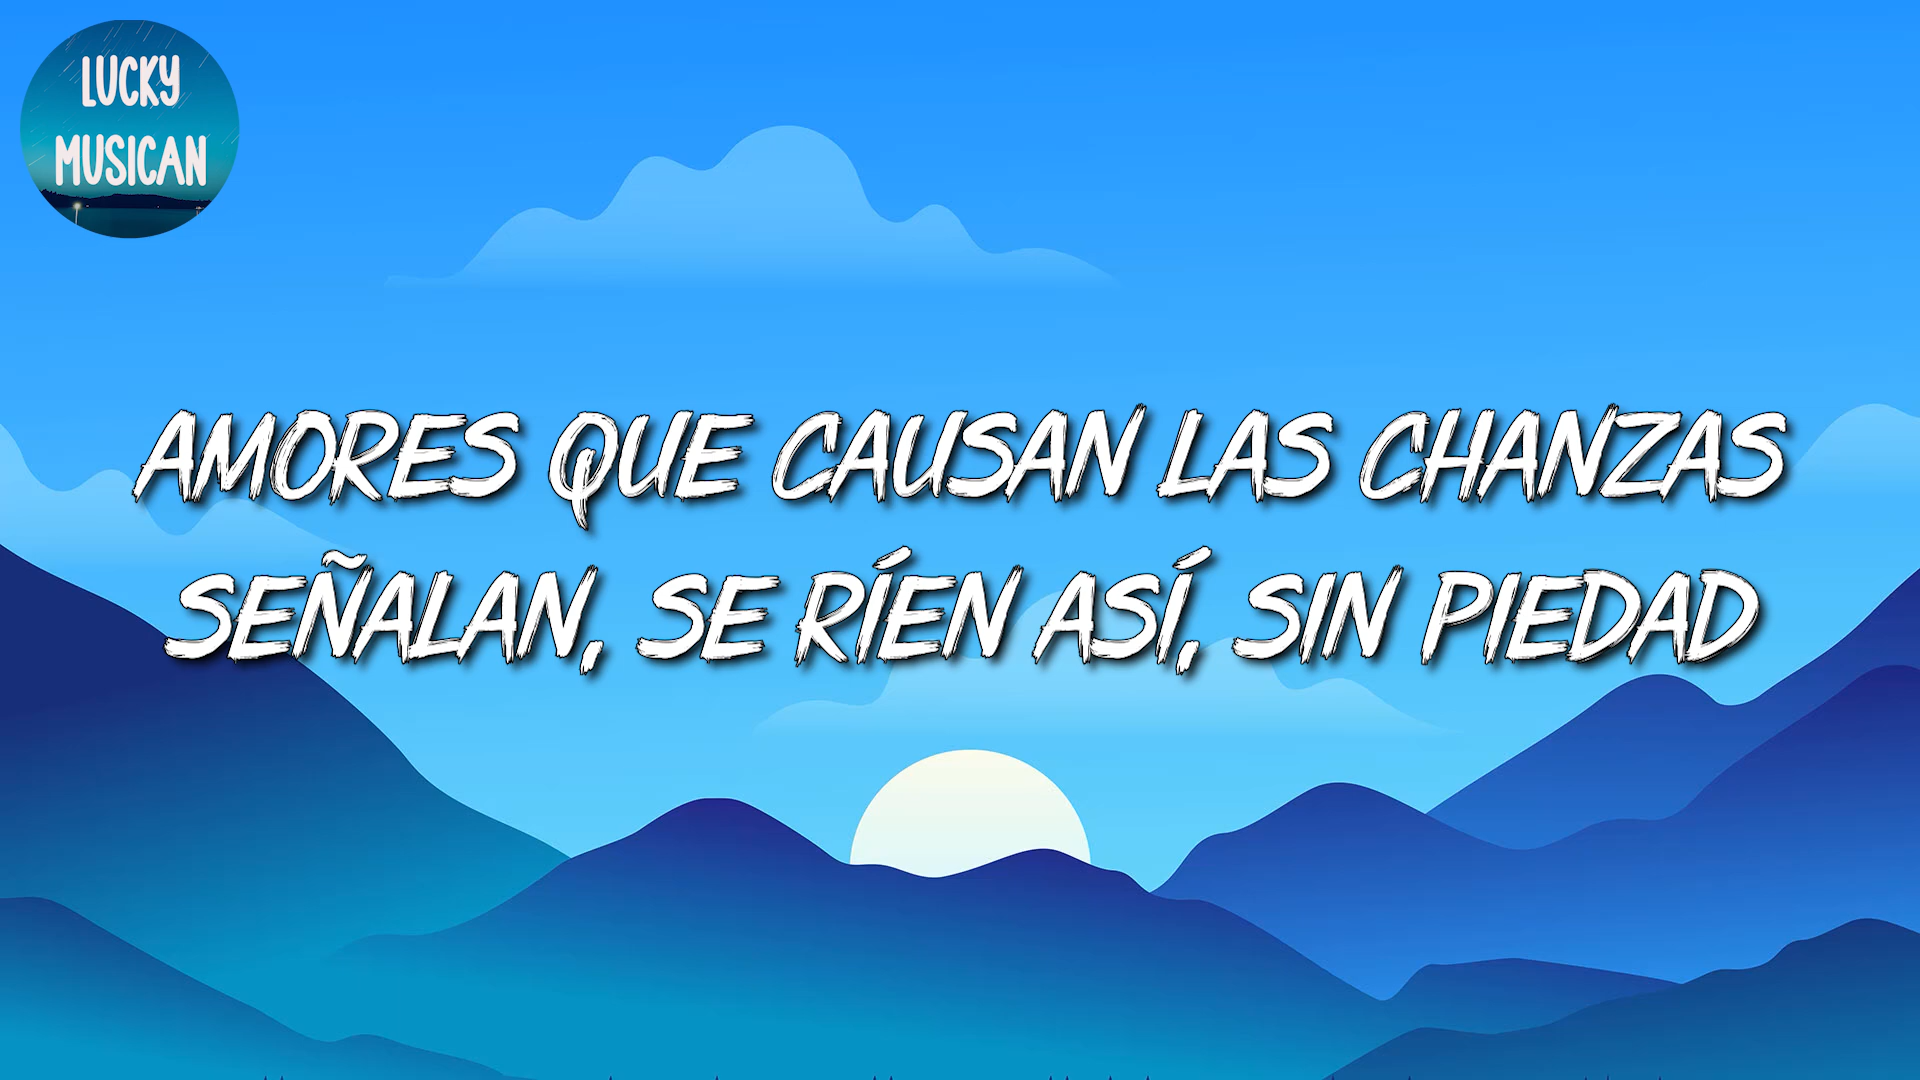 LUCKY
MUSICAN
AMORES QUE CAUSAN LAS CHANZAS
SEÑALAN, SE RÍEN ASÍ, SIN PIEDAD